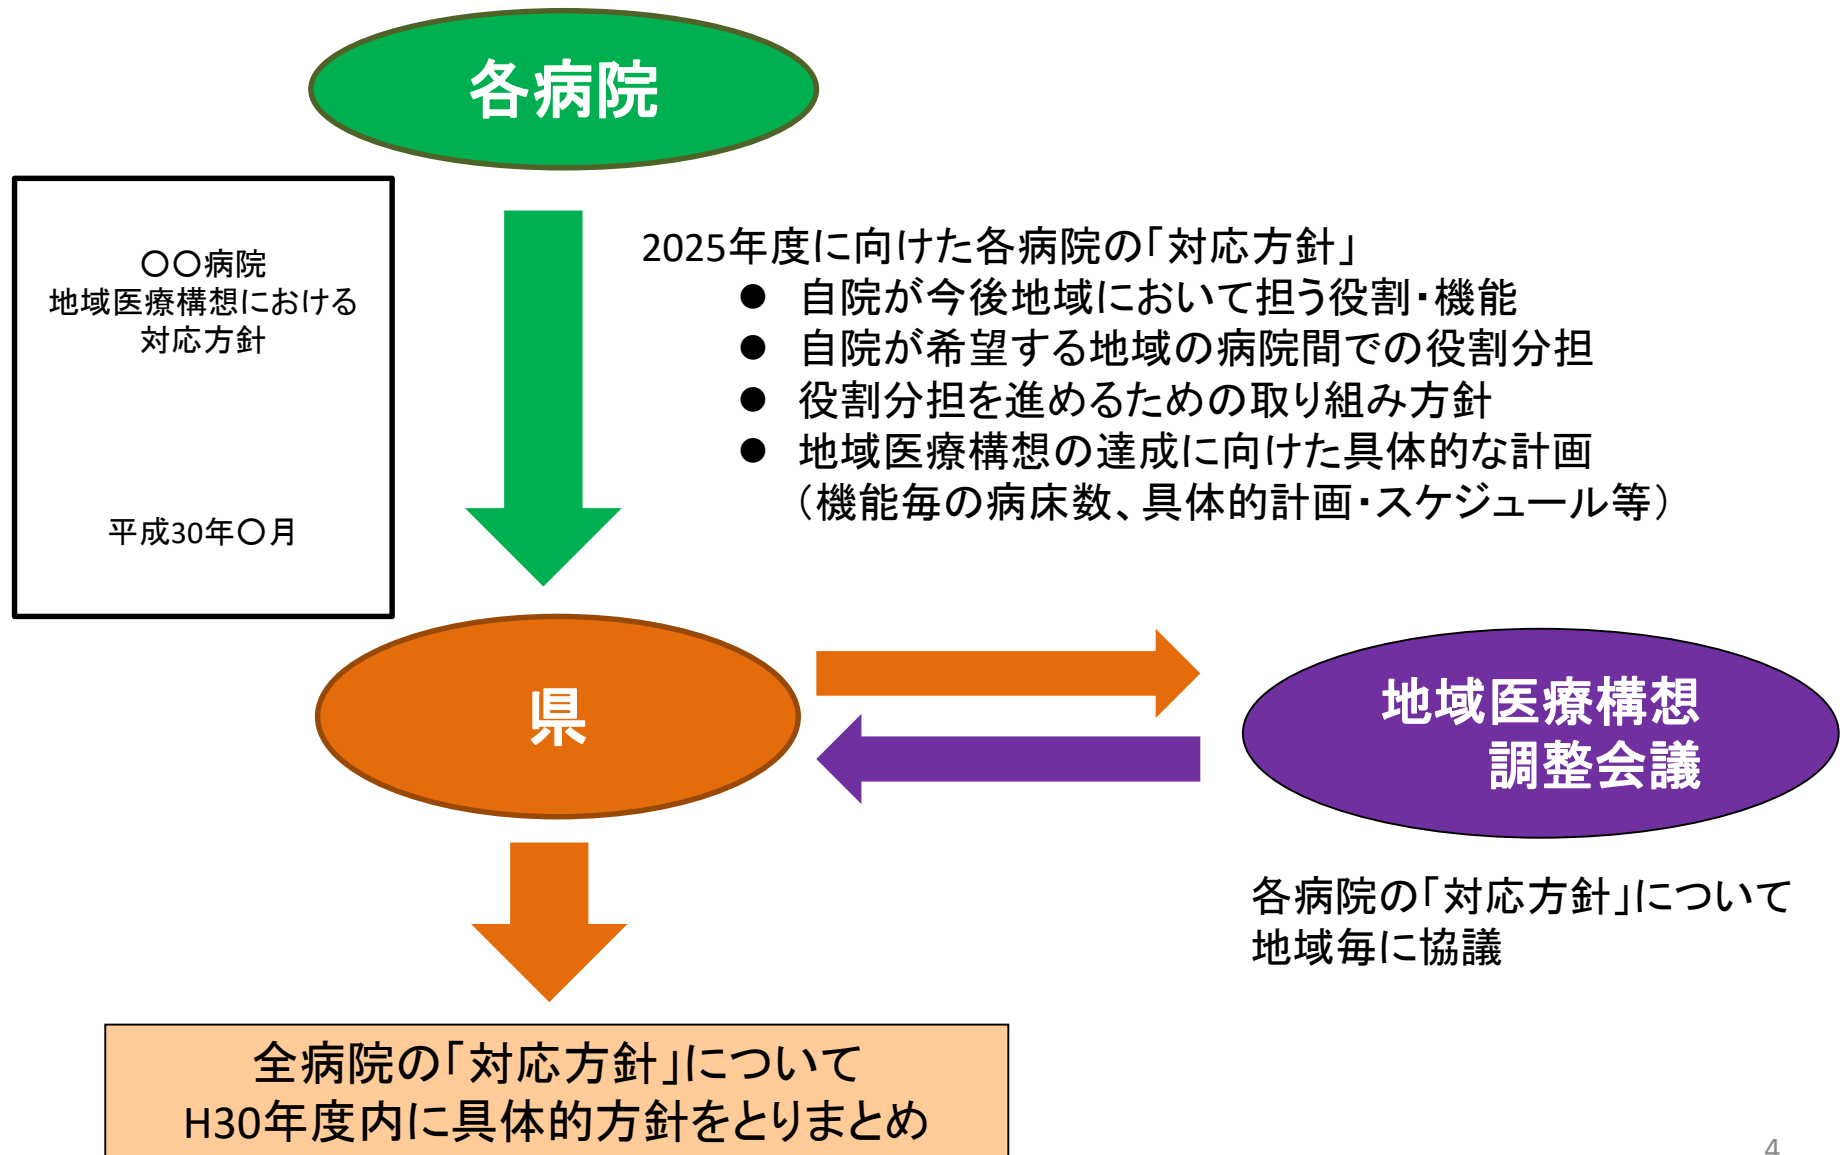 各病院
〇〇病院
地域医療構想における
対応方針
平成30年〇月
2025年度に向けた各病院の「対応方針」
● 自院が今後地域において担う役割・機能
● 自院が希望する地域の病院間での役割分担
● 役割分担を進めるための取り組み方針
● 地域医療構想の達成に向けた具体的な計画
（機能毎の病床数、具体的計画・スケジュール等）
県
地域医療構想
調整会議
各病院の「対応方針」について
地域毎に協議
全病院の「対応方針」について
H30年度内に具体的方針をとりまとめ
4